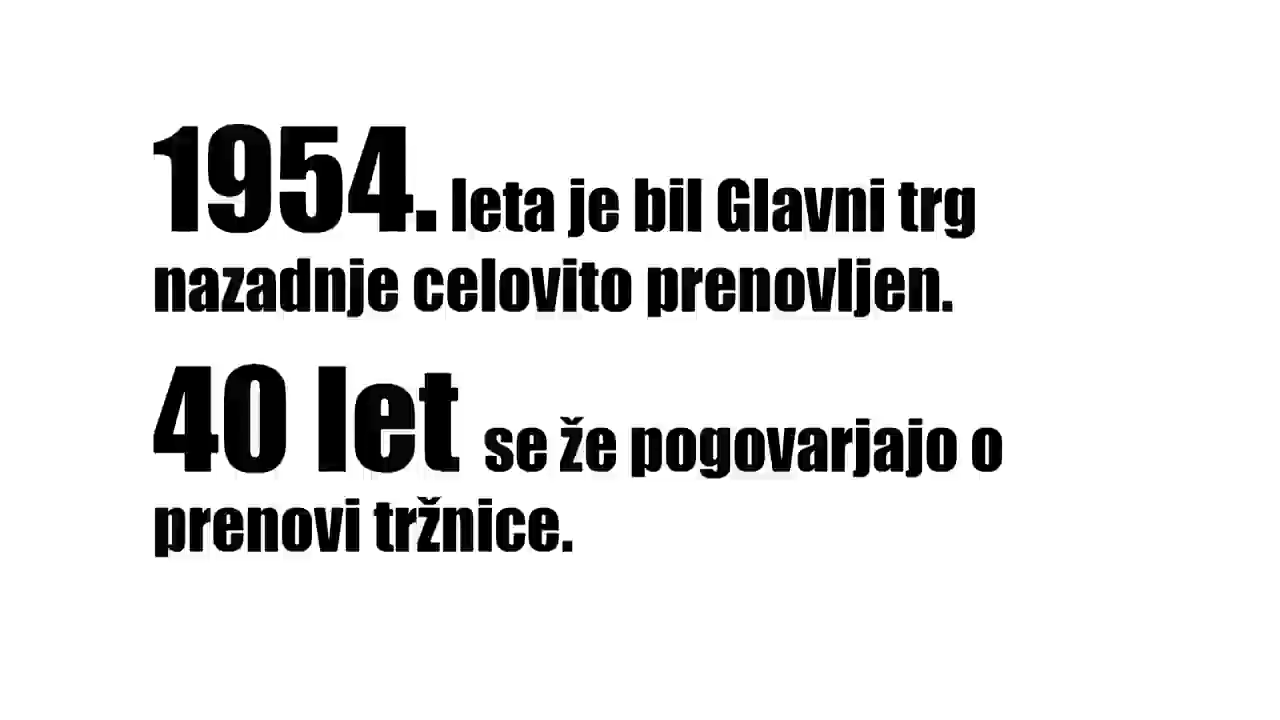 1954. leta je bil Glavni trg
nazadnje celovito prenovljen.
40 let se že pogovarjajo o
prenovi tržnice.